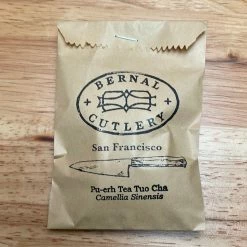 BERNAL
CUTLERY
San Francisco
Pu-erh Tea Tuo Cha
Camellia Sinensis